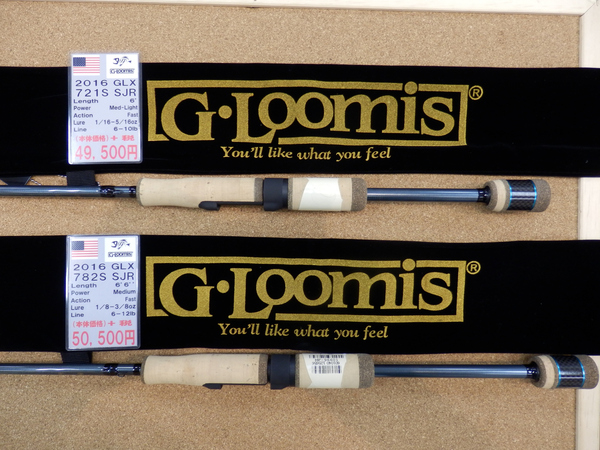 G·Loomis
2016 GLX
721S SJR
Length 6'
Power Med-Light
Action Fast
Lure 1/16-5/16oz
Line 6-10lb
(本体価格)+税
49,500円
G·Loomis®
You'll like what you feel
G·Loomis
2016 GLX
782S SJR
Length 6'6''
Power Medium
Action Fast
Lure 1/8-3/8oz
Line 6-12lb
(本体価格)+税
50,500円
G·Loomis®
You'll like what you feel